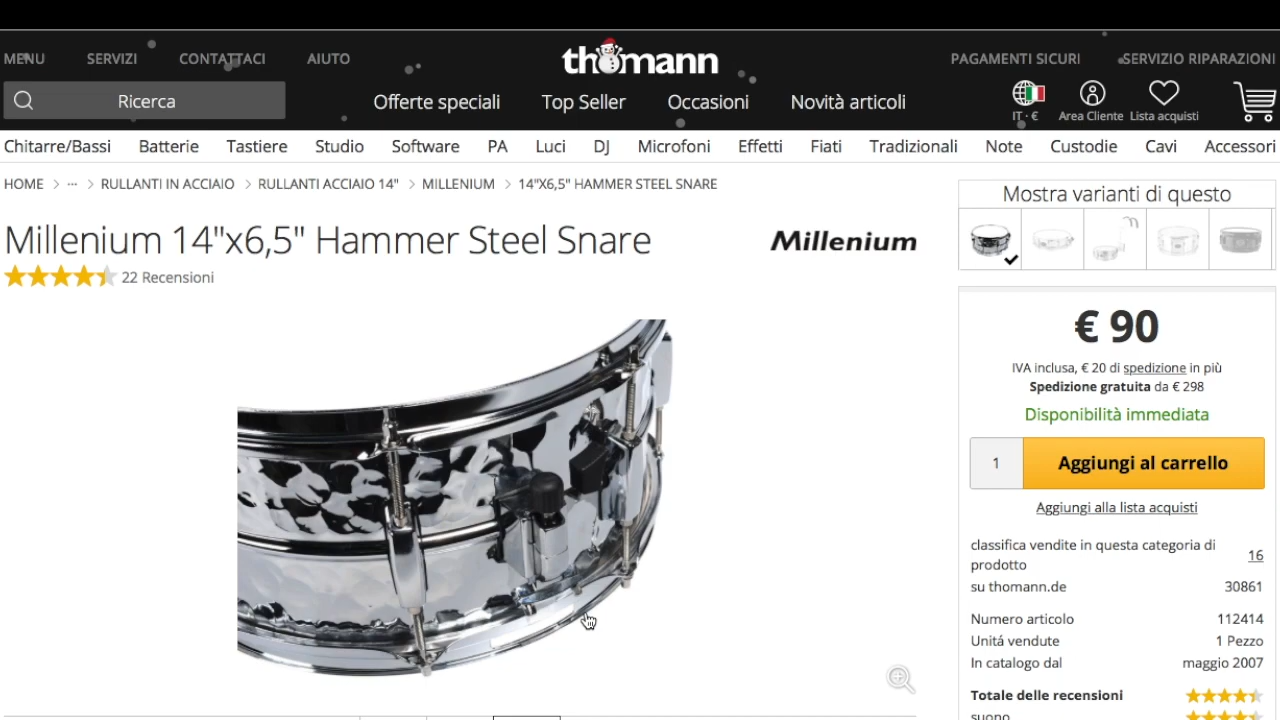 MENU SERVIZI CONTATTACI AIUTO thomann PAGAMENTI SICURI SERVIZIO RIPARAZIONI
Ricerca Offerte speciali Top Seller Occasioni Novità articoli
IT · € Area Cliente Lista acquisti
Chitarre/Bassi Batterie Tastiere Studio Software PA Luci DJ Microfoni Effetti Fiati Tradizionali Note Custodie Cavi Accessori
HOME > ··· > RULLANTI IN ACCIAIO > RULLANTI ACCIAIO 14" > MILLENIUM > 14"X6,5" HAMMER STEEL SNARE
Millenium 14"x6,5" Hammer Steel Snare
Millenium
22 Recensioni
Mostra varianti di questo
€ 90
IVA inclusa, € 20 di spedizione in più
Spedizione gratuita da € 298
Disponibilità immediata
1 Aggiungi al carrello
Aggiungi alla lista acquisti
classifica vendite in questa categoria di
prodotto 16
su thomann.de 30861
Numero articolo 112414
Unitá vendute 1 Pezzo
In catalogo dal maggio 2007
Totale delle recensioni
suono